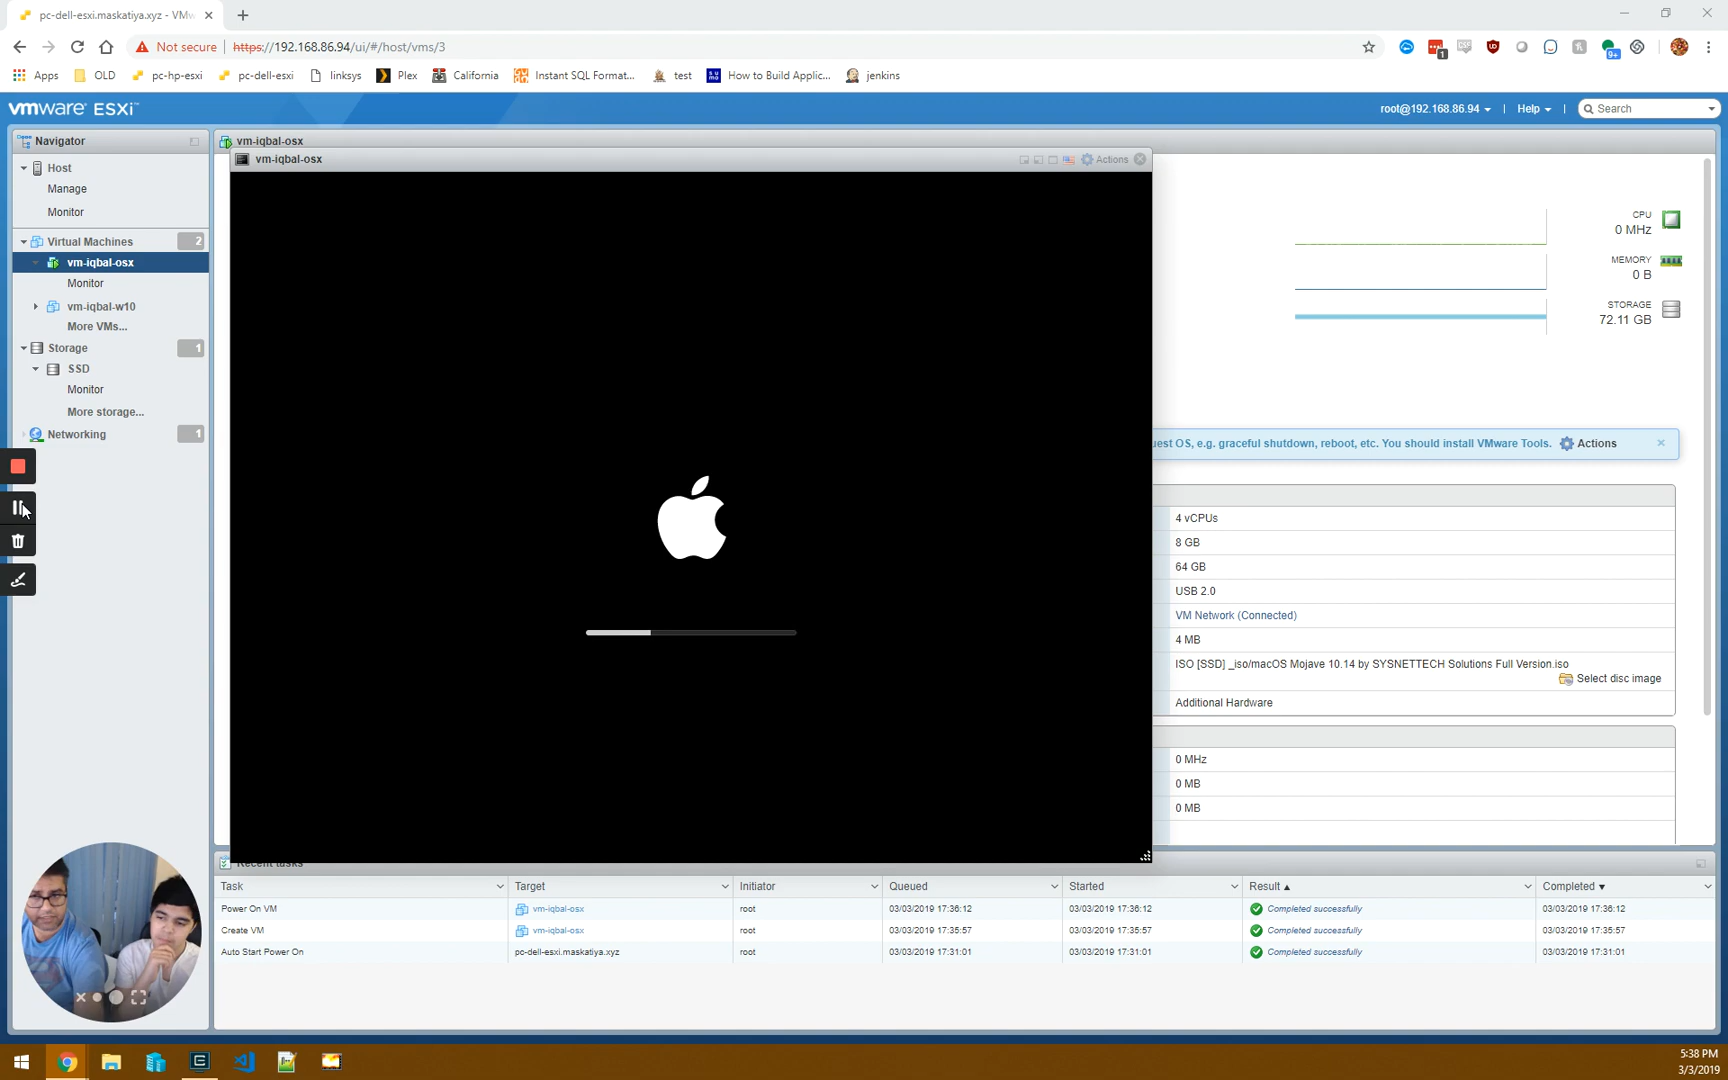 pc-dell-esxi.maskatiya.xyz - VMw
Not secure https://192.168.86.94/ui/#/host/vms/3
1
9+
Apps OLD pc-hp-esxi pc-dell-esxi linksys Plex California Instant SQL Format... test How to Build Applic... jenkins
vmware ESXi™
root@192.168.86.94 | Help | Search
Navigator
vm-iqbal-osx
vm-iqbal-osx
Actions
Host
Manage
Monitor
Virtual Machines 2
vm-iqbal-osx
Monitor
vm-iqbal-w10
More VMs...
Storage 1
SSD
Monitor
More storage...
Networking 1
CPU
0 MHz
MEMORY
0 B
STORAGE
72.11 GB
uest OS, e.g. graceful shutdown, reboot, etc. You should install VMware Tools. Actions
4 vCPUs
8 GB
64 GB
USB 2.0
VM Network (Connected)
4 MB
ISO [SSD] _iso/macOS Mojave 10.14 by SYSNETTECH Solutions Full Version.iso
Select disc image
Additional Hardware
0 MHz
0 MB
0 MB
Recent tasks
Task Target Initiator Queued Started Result Completed
Power On VM vm-iqbal-osx root 03/03/2019 17:36:12 03/03/2019 17:36:12 Completed successfully 03/03/2019 17:36:12
Create VM vm-iqbal-osx root 03/03/2019 17:35:57 03/03/2019 17:35:57 Completed successfully 03/03/2019 17:35:57
Auto Start Power On pc-dell-esxi.maskatiya.xyz root 03/03/2019 17:31:01 03/03/2019 17:31:01 Completed successfully 03/03/2019 17:31:01
5:38 PM
3/3/2019